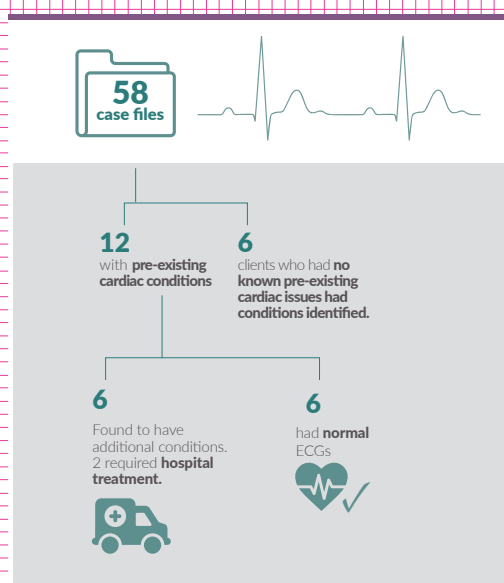 58
case files
12
with pre-existing
cardiac conditions
6
clients who had no
known pre-existing
cardiac issues had
conditions identified.
6
Found to have
additional conditions.
2 required hospital
treatment.
6
had normal
ECGs